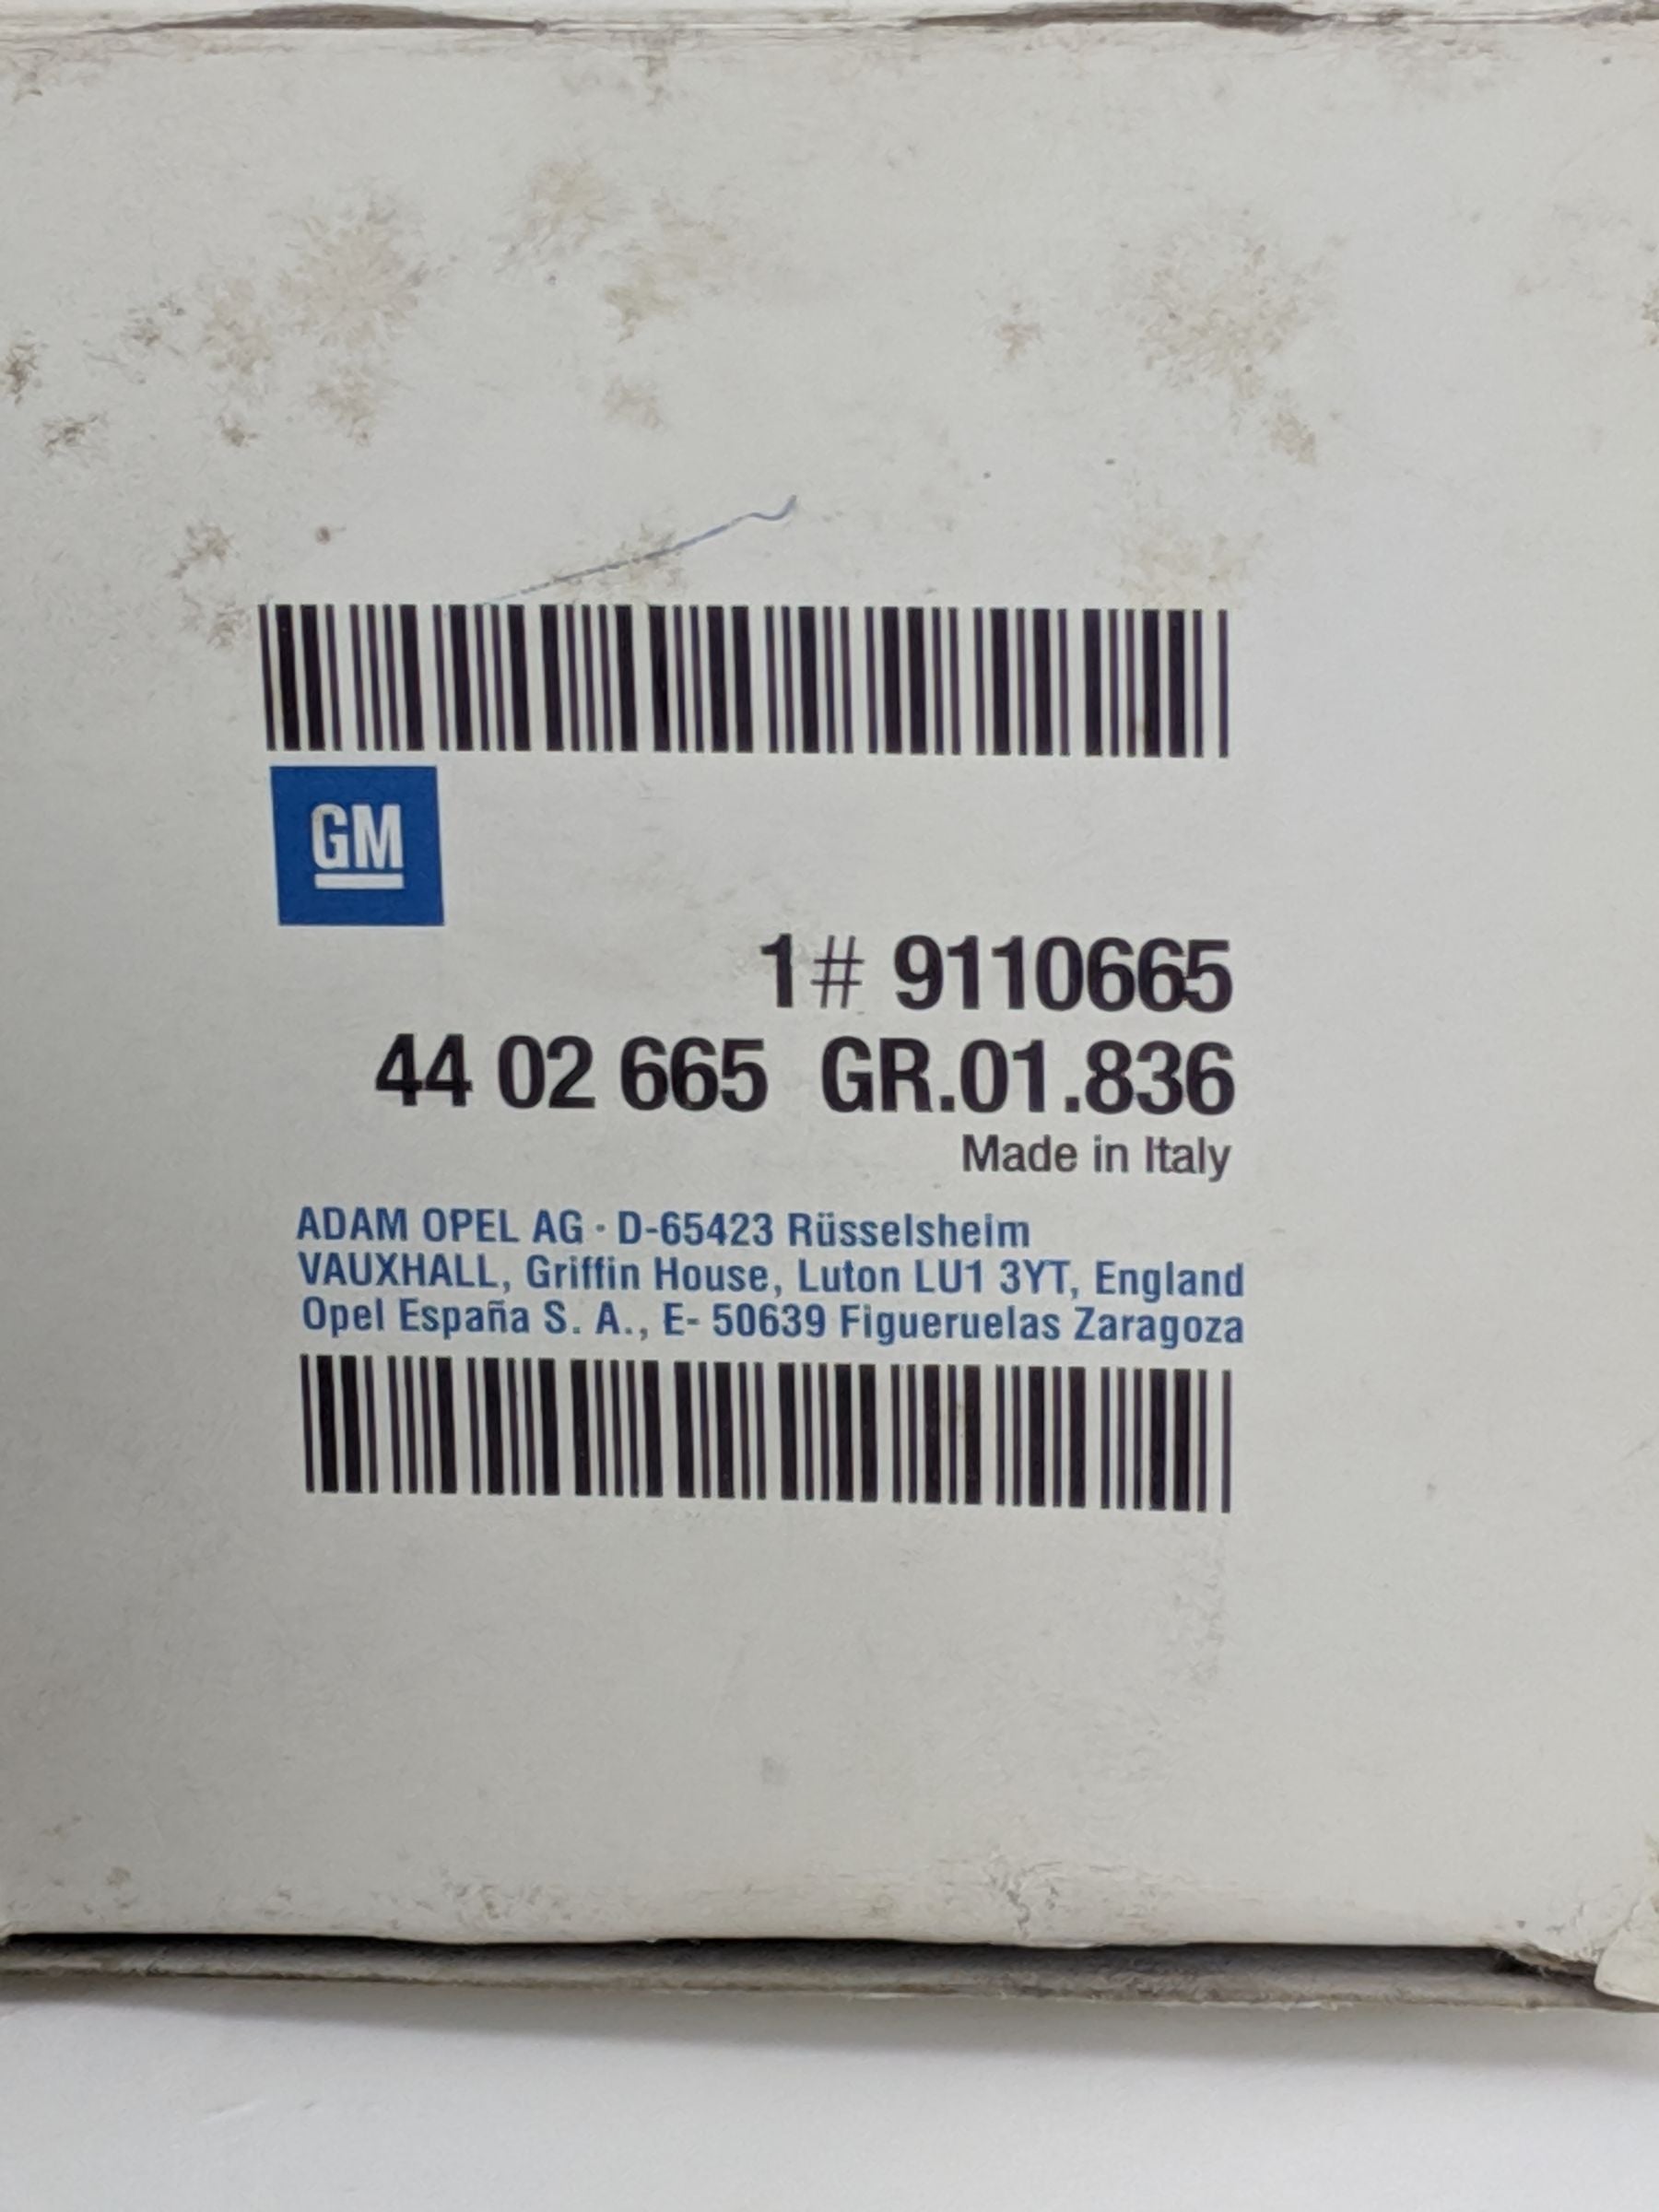 GM
1# 9110665
44 02 665 GR.01.836
Made in Italy
ADAM OPEL AG · D-65423 Rüsselsheim
VAUXHALL, Griffin House, Luton LU1 3YT, England
Opel España S. A., E- 50639 Figueruelas Zaragoza